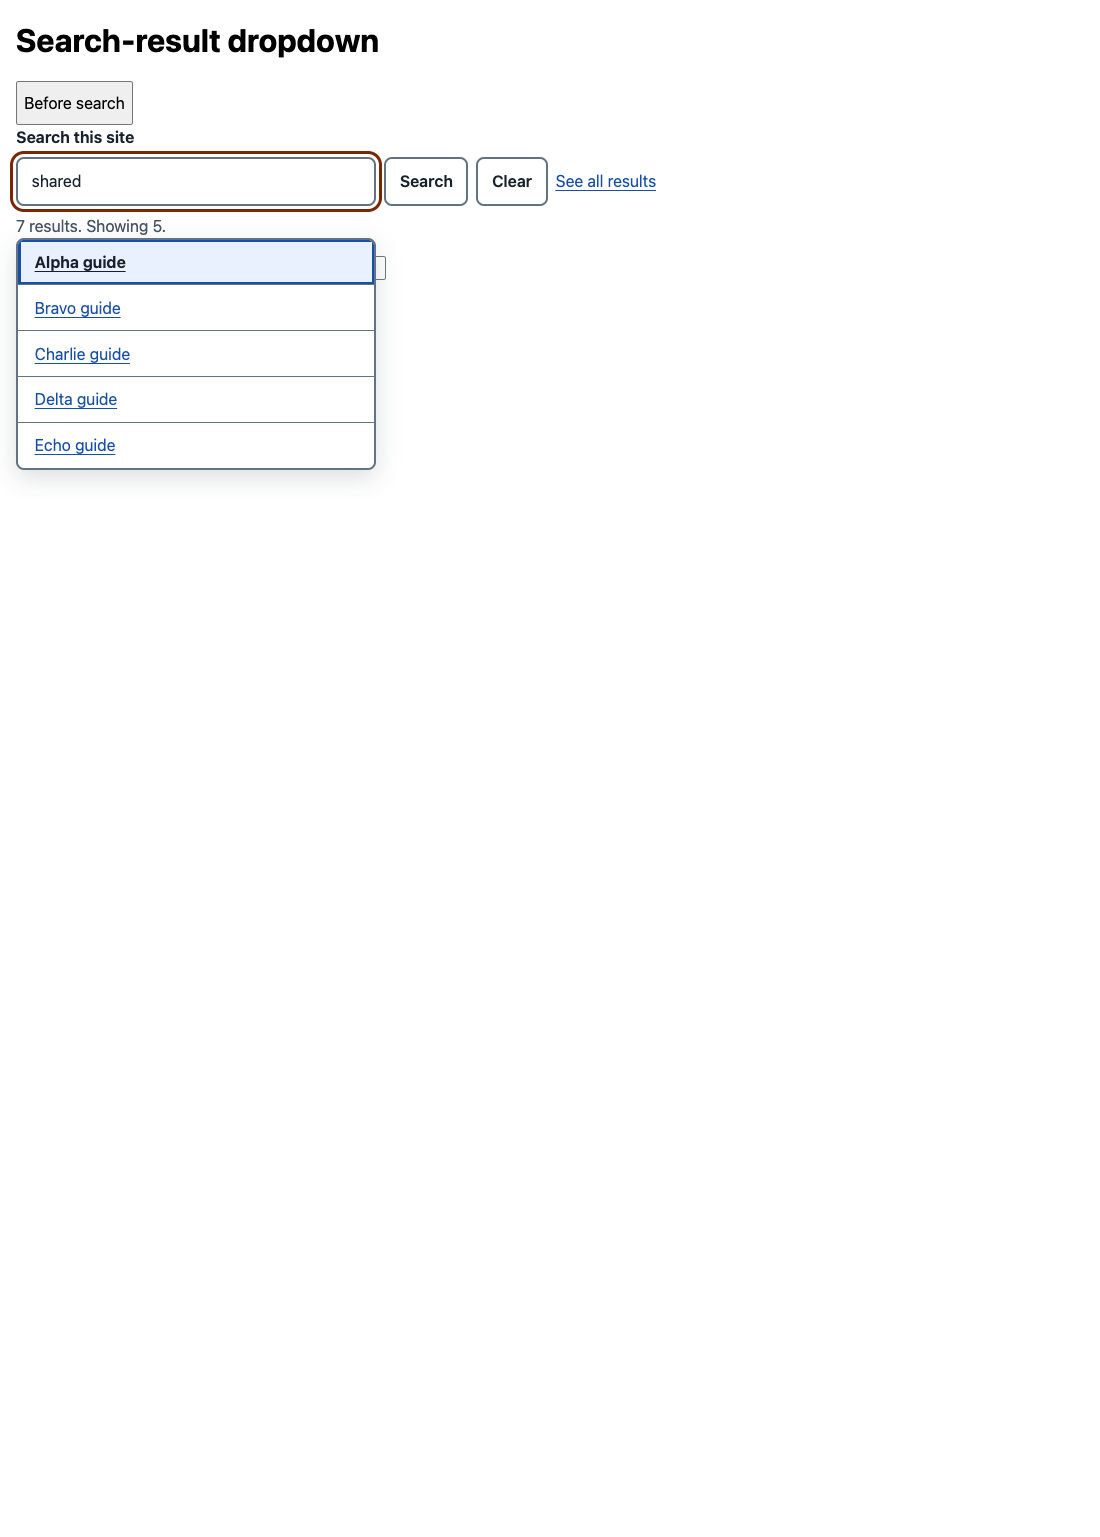 Search-result dropdown
Before search
Search this site
shared Search Clear See all results
7 results. Showing 5.
Alpha guide
Bravo guide
Charlie guide
Delta guide
Echo guide